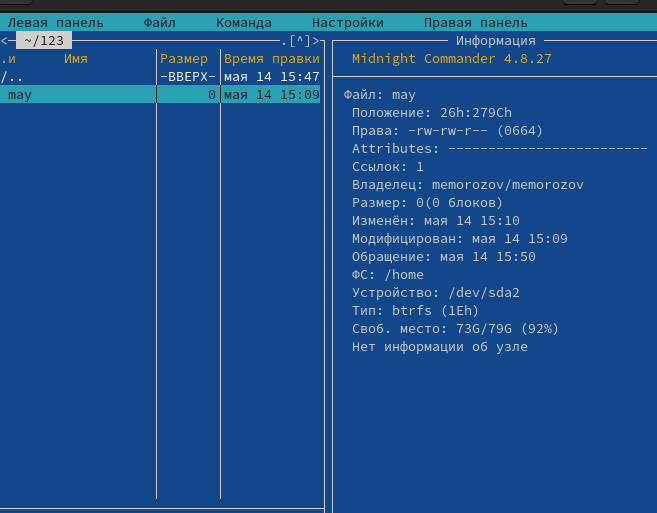 Левая панель Файл Команда Настройки Правая панель
<─ ~/123 ─.[^]>
.и Имя Размер Время правки
/.. -ВВЕРХ- мая 14 15:47
may 0 мая 14 15:09
Информация
Midnight Commander 4.8.27
Файл: may
Положение: 26h:279Ch
Права: -rw-rw-r-- (0664)
Attributes: -------------------------
Ссылок: 1
Владелец: memorozov/memorozov
Размер: 0(0 блоков)
Изменён: мая 14 15:10
Модифицирован: мая 14 15:09
Обращение: мая 14 15:50
ФС: /home
Устройство: /dev/sda2
Тип: btrfs (1Eh)
Своб. место: 73G/79G (92%)
Нет информации об узле